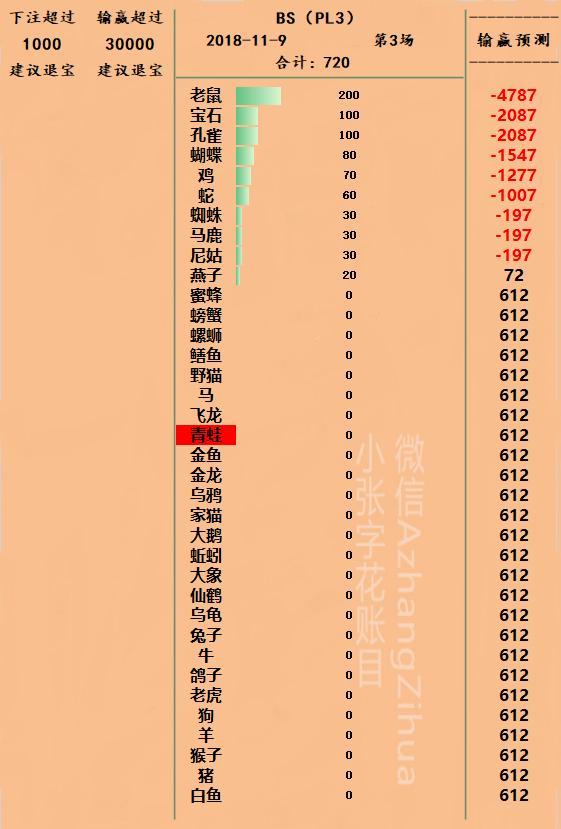 下注超过 输赢超过
1000 30000
建议退宝 建议退宝
BS（PL3）
2018-11-9 第3场
合计：720
输赢预测
老鼠 200 -4787
宝石 100 -2087
孔雀 100 -2087
蝴蝶 80 -1547
鸡 70 -1277
蛇 60 -1007
蜘蛛 30 -197
马鹿 30 -197
尼姑 30 -197
燕子 20 72
蜜蜂 0 612
螃蟹 0 612
螺蛳 0 612
鳝鱼 0 612
野猫 0 612
马 0 612
飞龙 0 612
青蛙 0 612
金鱼 0 612
金龙 0 612
乌鸦 0 612
家猫 0 612
大鹅 0 612
蚯蚓 0 612
大象 0 612
仙鹤 0 612
乌龟 0 612
兔子 0 612
牛 0 612
鸽子 0 612
老虎 0 612
狗 0 612
羊 0 612
猴子 0 612
猪 0 612
白鱼 0 612
微信AzhangZihua
小张字花账目